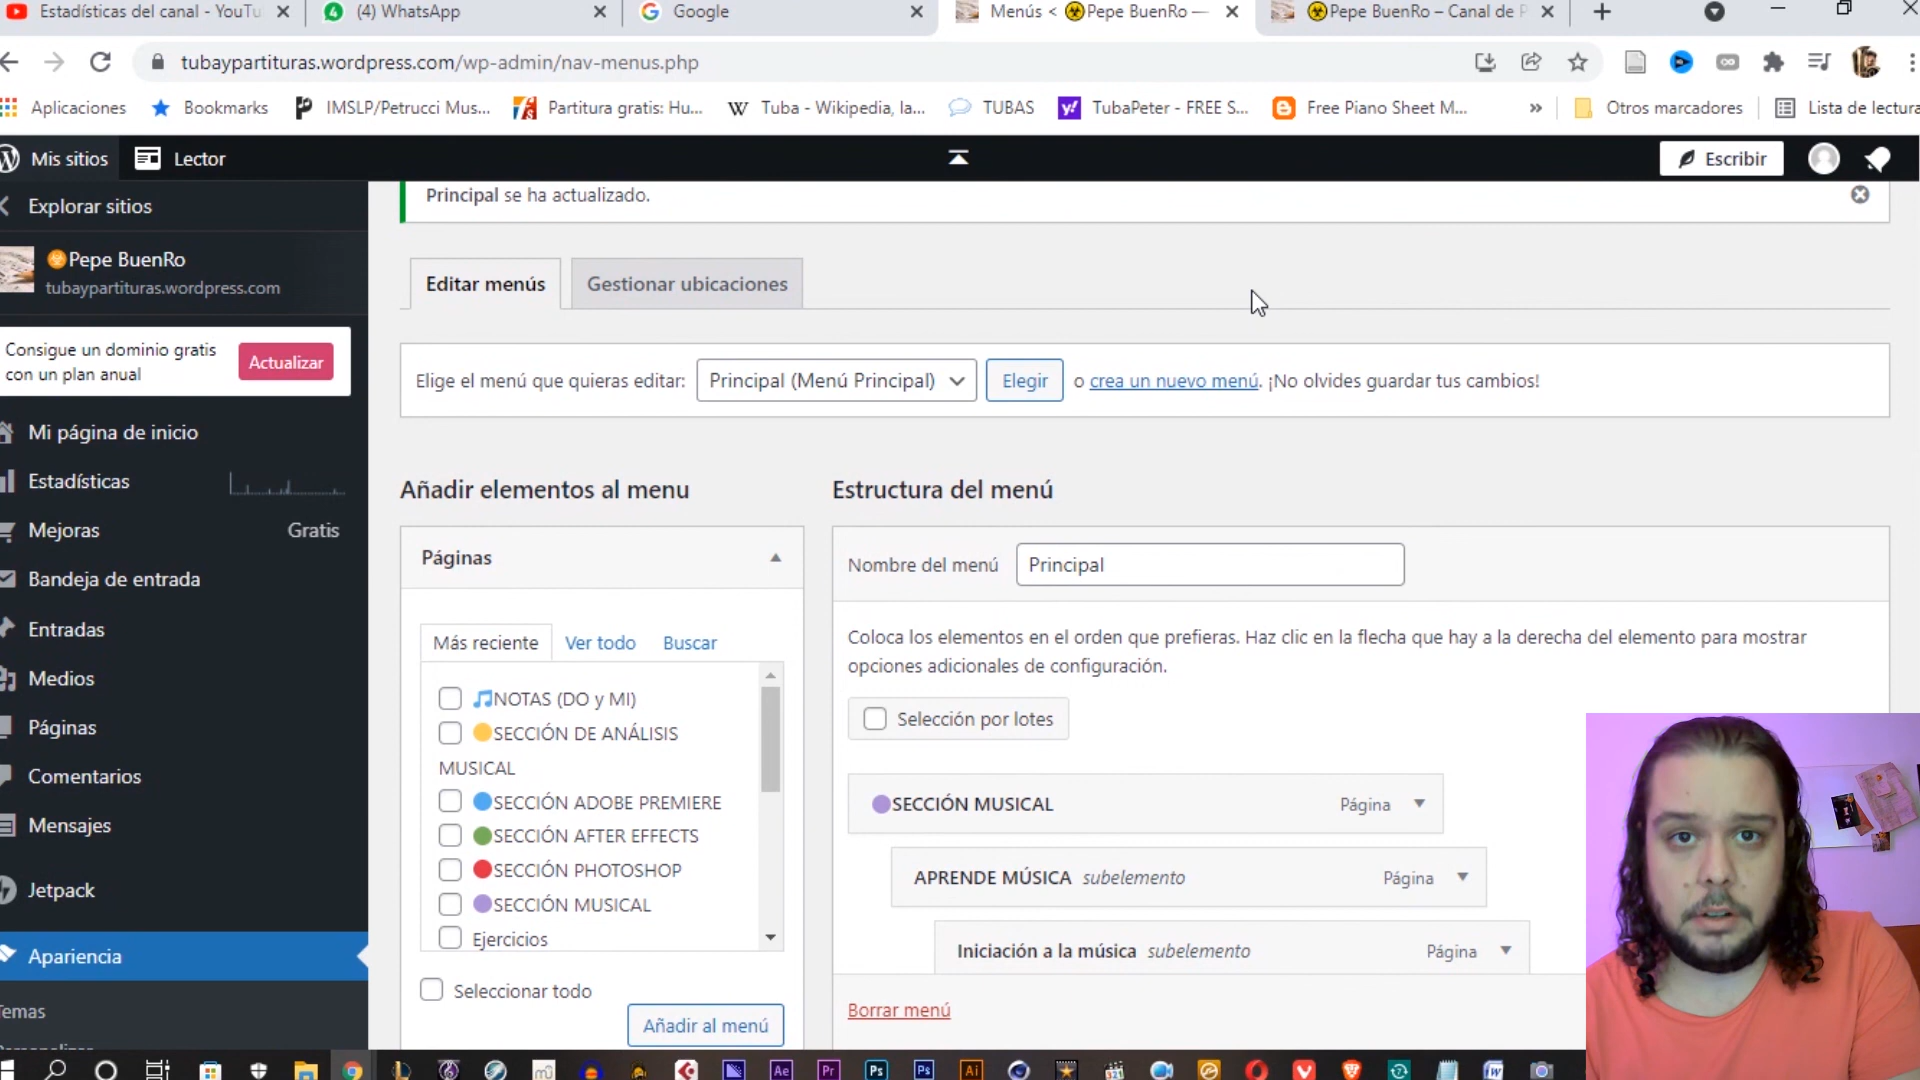 Estadísticas del canal - YouTu
(4) WhatsApp
Google
Menús < Pepe BuenRo —
Pepe BuenRo – Canal de P
tubaypartituras.wordpress.com/wp-admin/nav-menus.php
Aplicaciones
Bookmarks
IMSLP/Petrucci Mus...
Partitura gratis: Hu...
Tuba - Wikipedia, la...
TUBAS
TubaPeter - FREE S...
Free Piano Sheet M...
»
Otros marcadores
Lista de lectura
Mis sitios
Lector
Escribir
Explorar sitios
Pepe BuenRo
tubaypartituras.wordpress.com
Consigue un dominio gratis
con un plan anual
Actualizar
Mi página de inicio
Estadísticas
Mejoras
Gratis
Bandeja de entrada
Entradas
Medios
Páginas
Comentarios
Mensajes
Jetpack
Apariencia
Temas
Principal se ha actualizado.
Editar menús
Gestionar ubicaciones
Elige el menú que quieras editar:
Principal (Menú Principal)
Elegir
o crea un nuevo menú. ¡No olvides guardar tus cambios!
Añadir elementos al menu
Páginas
Más reciente
Ver todo
Buscar
NOTAS (DO y MI)
SECCIÓN DE ANÁLISIS
MUSICAL
SECCIÓN ADOBE PREMIERE
SECCIÓN AFTER EFFECTS
SECCIÓN PHOTOSHOP
SECCIÓN MUSICAL
Ejercicios
Seleccionar todo
Añadir al menú
Estructura del menú
Nombre del menú
Principal
Coloca los elementos en el orden que prefieras. Haz clic en la flecha que hay a la derecha del elemento para mostrar
opciones adicionales de configuración.
Selección por lotes
SECCIÓN MUSICAL
Página
APRENDE MÚSICA subelemento
Página
Iniciación a la música subelemento
Página
Borrar menú
Ae
Pr
Ps
Ps
Ai
321